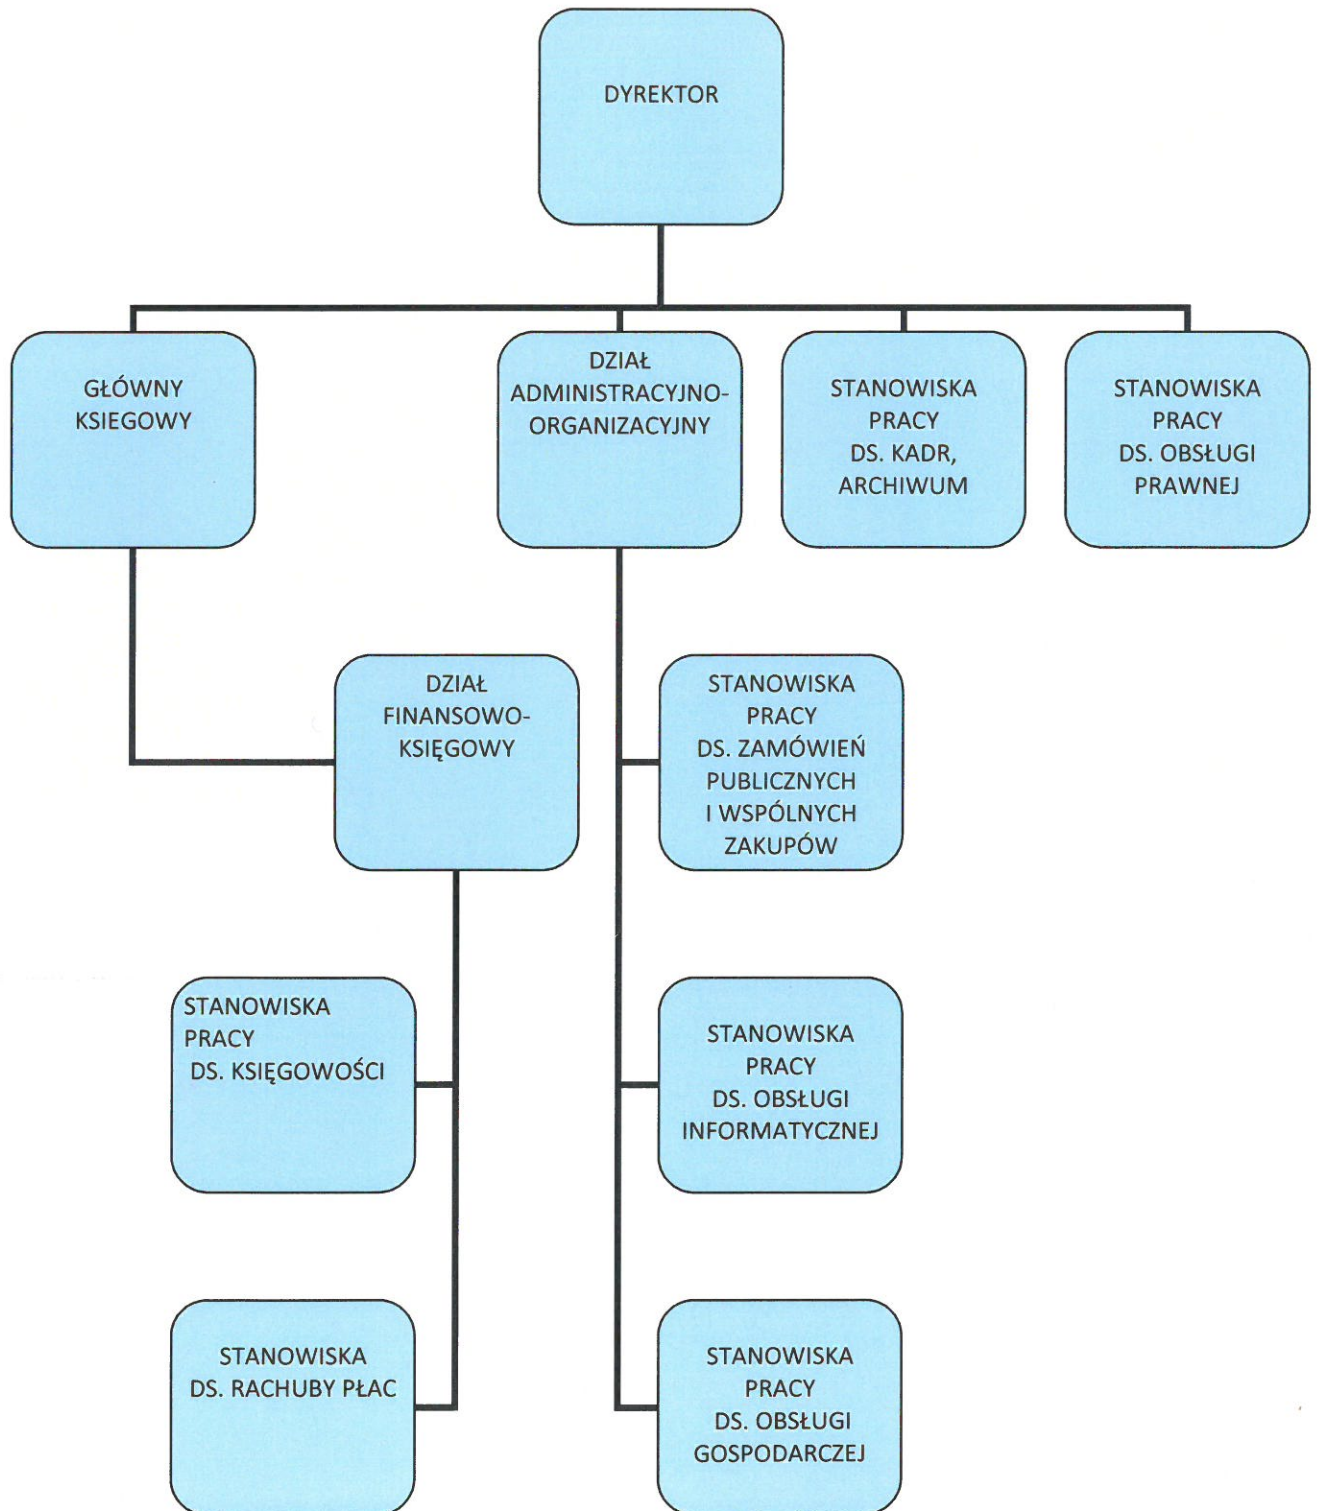 DYREKTOR
GŁÓWNY
KSIEGOWY
DZIAŁ
ADMINISTRACYJNO-
ORGANIZACYJNY
STANOWISKA
PRACY
DS. KADR,
ARCHIWUM
STANOWISKA
PRACY
DS. OBSŁUGI
PRAWNEJ
DZIAŁ
FINANSOWO-
KSIĘGOWY
STANOWISKA
PRACY
DS. ZAMÓWIEŃ
PUBLICZNYCH
I WSPÓLNYCH
ZAKUPÓW
STANOWISKA
PRACY
DS. KSIĘGOWOŚCI
STANOWISKA
PRACY
DS. OBSŁUGI
INFORMATYCZNEJ
STANOWISKA
DS. RACHUBY PŁAC
STANOWISKA
PRACY
DS. OBSŁUGI
GOSPODARCZEJ